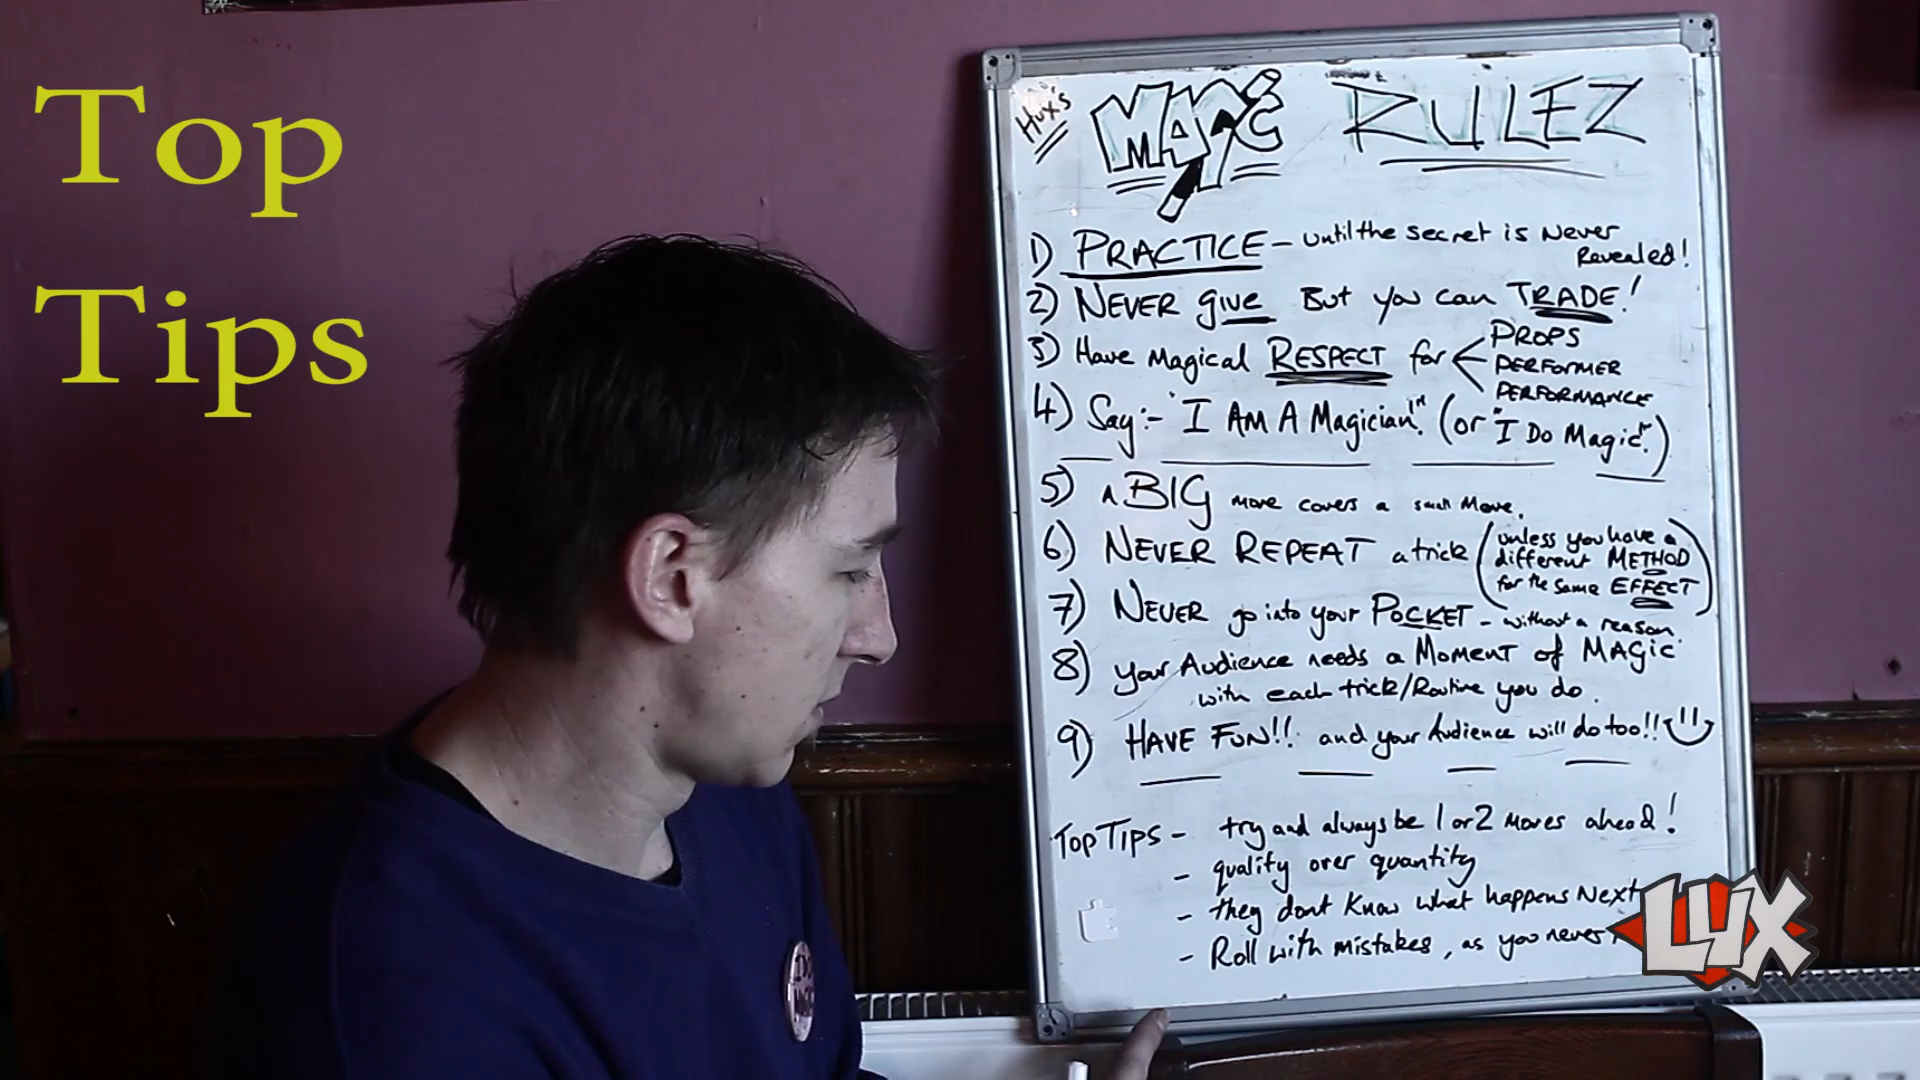 Top
Tips
Hux's
MAGIC RULEZ
1) PRACTICE - until the secret is Never
Revealed!
2) NEVER give But you can TRADE!
3) Have Magical RESPECT for PROPS
PERFORMER
PERFORMANCE
4) Say:- "I AM A Magician". (or "I Do Magic".)
5) A BIG move covers a small Move.
6) NEVER REPEAT a trick (unless you have a
different METHOD
for the same EFFECT)
7) NEVER go into your POCKET - without a reason.
8) your Audience needs a MOMENT of MAGIC
with each trick/Routine you do.
9) HAVE FUN!! and your Audience will do too!!
TOP TIPS - try and always be 1 or 2 moves ahead!
- quality over quantity
- they dont know what happens Next
- Roll with mistakes, as you never
LYX